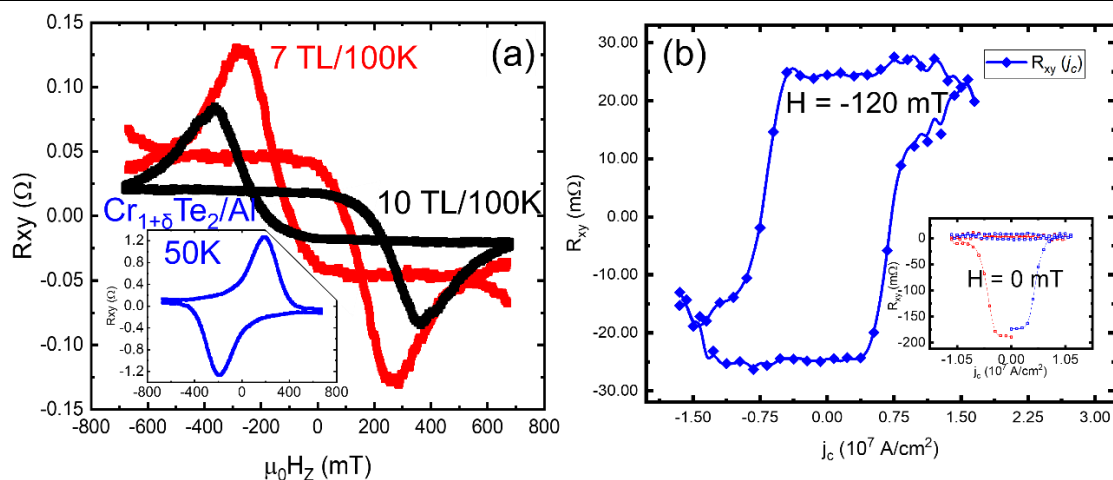 (a)
7 TL/100K
10 TL/100K
Rxy (Ω)
0.15
0.10
0.05
0.00
-0.05
-0.10
-0.15
-800 -600 -400 -200 0 200 400 600 800
μ0HZ (mT)
Cr1+δTe2/Al
50K
Rxy (Ω)
1.2
0.8
0.4
0.0
-0.4
-0.8
-1.2
-800 -400 0 400 800
(b)
Rxy (jc)
H = -120 mT
Rxy (mΩ)
30.00
20.00
10.00
0.00
-10.00
-20.00
-30.00
-1.50 -0.75 0.00 0.75 1.50 2.25 3.00
jc (10⁷ A/cm²)
H = 0 mT
Rxy (mΩ)
0
-50
-100
-150
-200
-1.05 0.00 1.05
jc (10⁷ A/cm²)